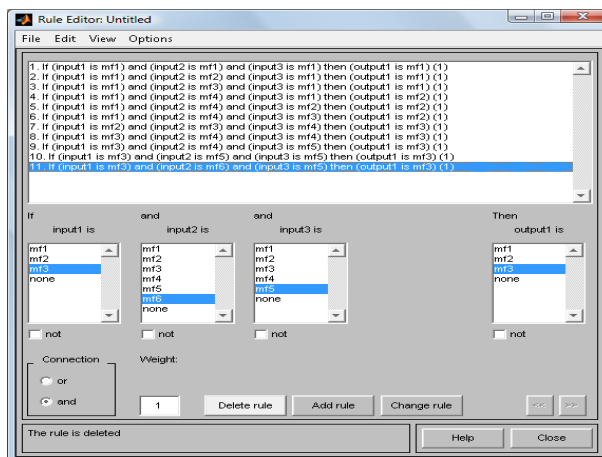 Rule Editor: Untitled
File Edit View Options
1. If (input1 is mf1) and (input2 is mf1) and (input3 is mf1) then (output1 is mf1) (1)
2. If (input1 is mf1) and (input2 is mf2) and (input3 is mf1) then (output1 is mf1) (1)
3. If (input1 is mf1) and (input2 is mf3) and (input3 is mf1) then (output1 is mf1) (1)
4. If (input1 is mf1) and (input2 is mf4) and (input3 is mf1) then (output1 is mf2) (1)
5. If (input1 is mf1) and (input2 is mf4) and (input3 is mf2) then (output1 is mf2) (1)
6. If (input1 is mf1) and (input2 is mf4) and (input3 is mf3) then (output1 is mf2) (1)
7. If (input1 is mf2) and (input2 is mf3) and (input3 is mf4) then (output1 is mf3) (1)
8. If (input1 is mf3) and (input2 is mf4) and (input3 is mf4) then (output1 is mf3) (1)
9. If (input1 is mf3) and (input2 is mf4) and (input3 is mf5) then (output1 is mf3) (1)
10. If (input1 is mf3) and (input2 is mf5) and (input3 is mf5) then (output1 is mf3) (1)
11. If (input1 is mf3) and (input2 is mf6) and (input3 is mf5) then (output1 is mf3) (1)
If and and Then
input1 is input2 is input3 is output1 is
mf1 mf1 mf1 mf1
mf2 mf2 mf2 mf2
mf3 mf3 mf3 mf3
none mf4 mf4 none
mf5 mf5
mf6 none
none
not not not not
Connection Weight:
or
and 1 Delete rule Add rule Change rule << >>
The rule is deleted Help Close